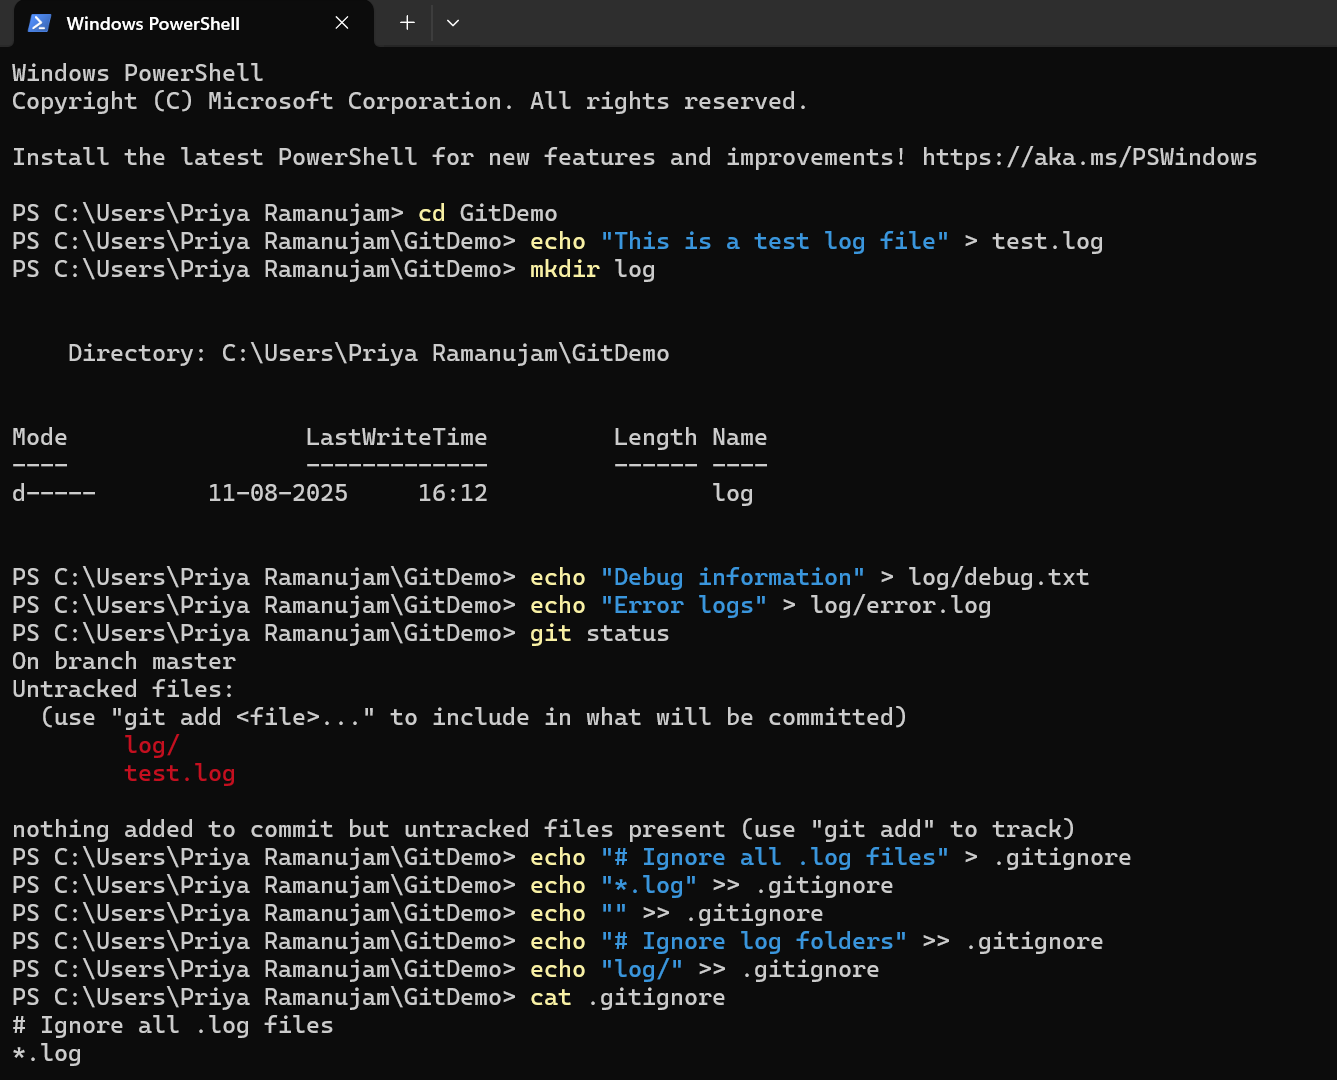 Windows PowerShell
Windows PowerShell
Copyright (C) Microsoft Corporation. All rights reserved.
Install the latest PowerShell for new features and improvements! https://aka.ms/PSWindows
PS C:\Users\Priya Ramanujam> cd GitDemo
PS C:\Users\Priya Ramanujam\GitDemo> echo "This is a test log file" > test.log
PS C:\Users\Priya Ramanujam\GitDemo> mkdir log
    Directory: C:\Users\Priya Ramanujam\GitDemo
Mode                 LastWriteTime         Length Name
----                 -------------         ------ ----
d-----        11-08-2025     16:12                log
PS C:\Users\Priya Ramanujam\GitDemo> echo "Debug information" > log/debug.txt
PS C:\Users\Priya Ramanujam\GitDemo> echo "Error logs" > log/error.log
PS C:\Users\Priya Ramanujam\GitDemo> git status
On branch master
Untracked files:
  (use "git add <file>..." to include in what will be committed)
        log/
        test.log
nothing added to commit but untracked files present (use "git add" to track)
PS C:\Users\Priya Ramanujam\GitDemo> echo "# Ignore all .log files" > .gitignore
PS C:\Users\Priya Ramanujam\GitDemo> echo "*.log" >> .gitignore
PS C:\Users\Priya Ramanujam\GitDemo> echo "" >> .gitignore
PS C:\Users\Priya Ramanujam\GitDemo> echo "# Ignore log folders" >> .gitignore
PS C:\Users\Priya Ramanujam\GitDemo> echo "log/" >> .gitignore
PS C:\Users\Priya Ramanujam\GitDemo> cat .gitignore
# Ignore all .log files
*.log